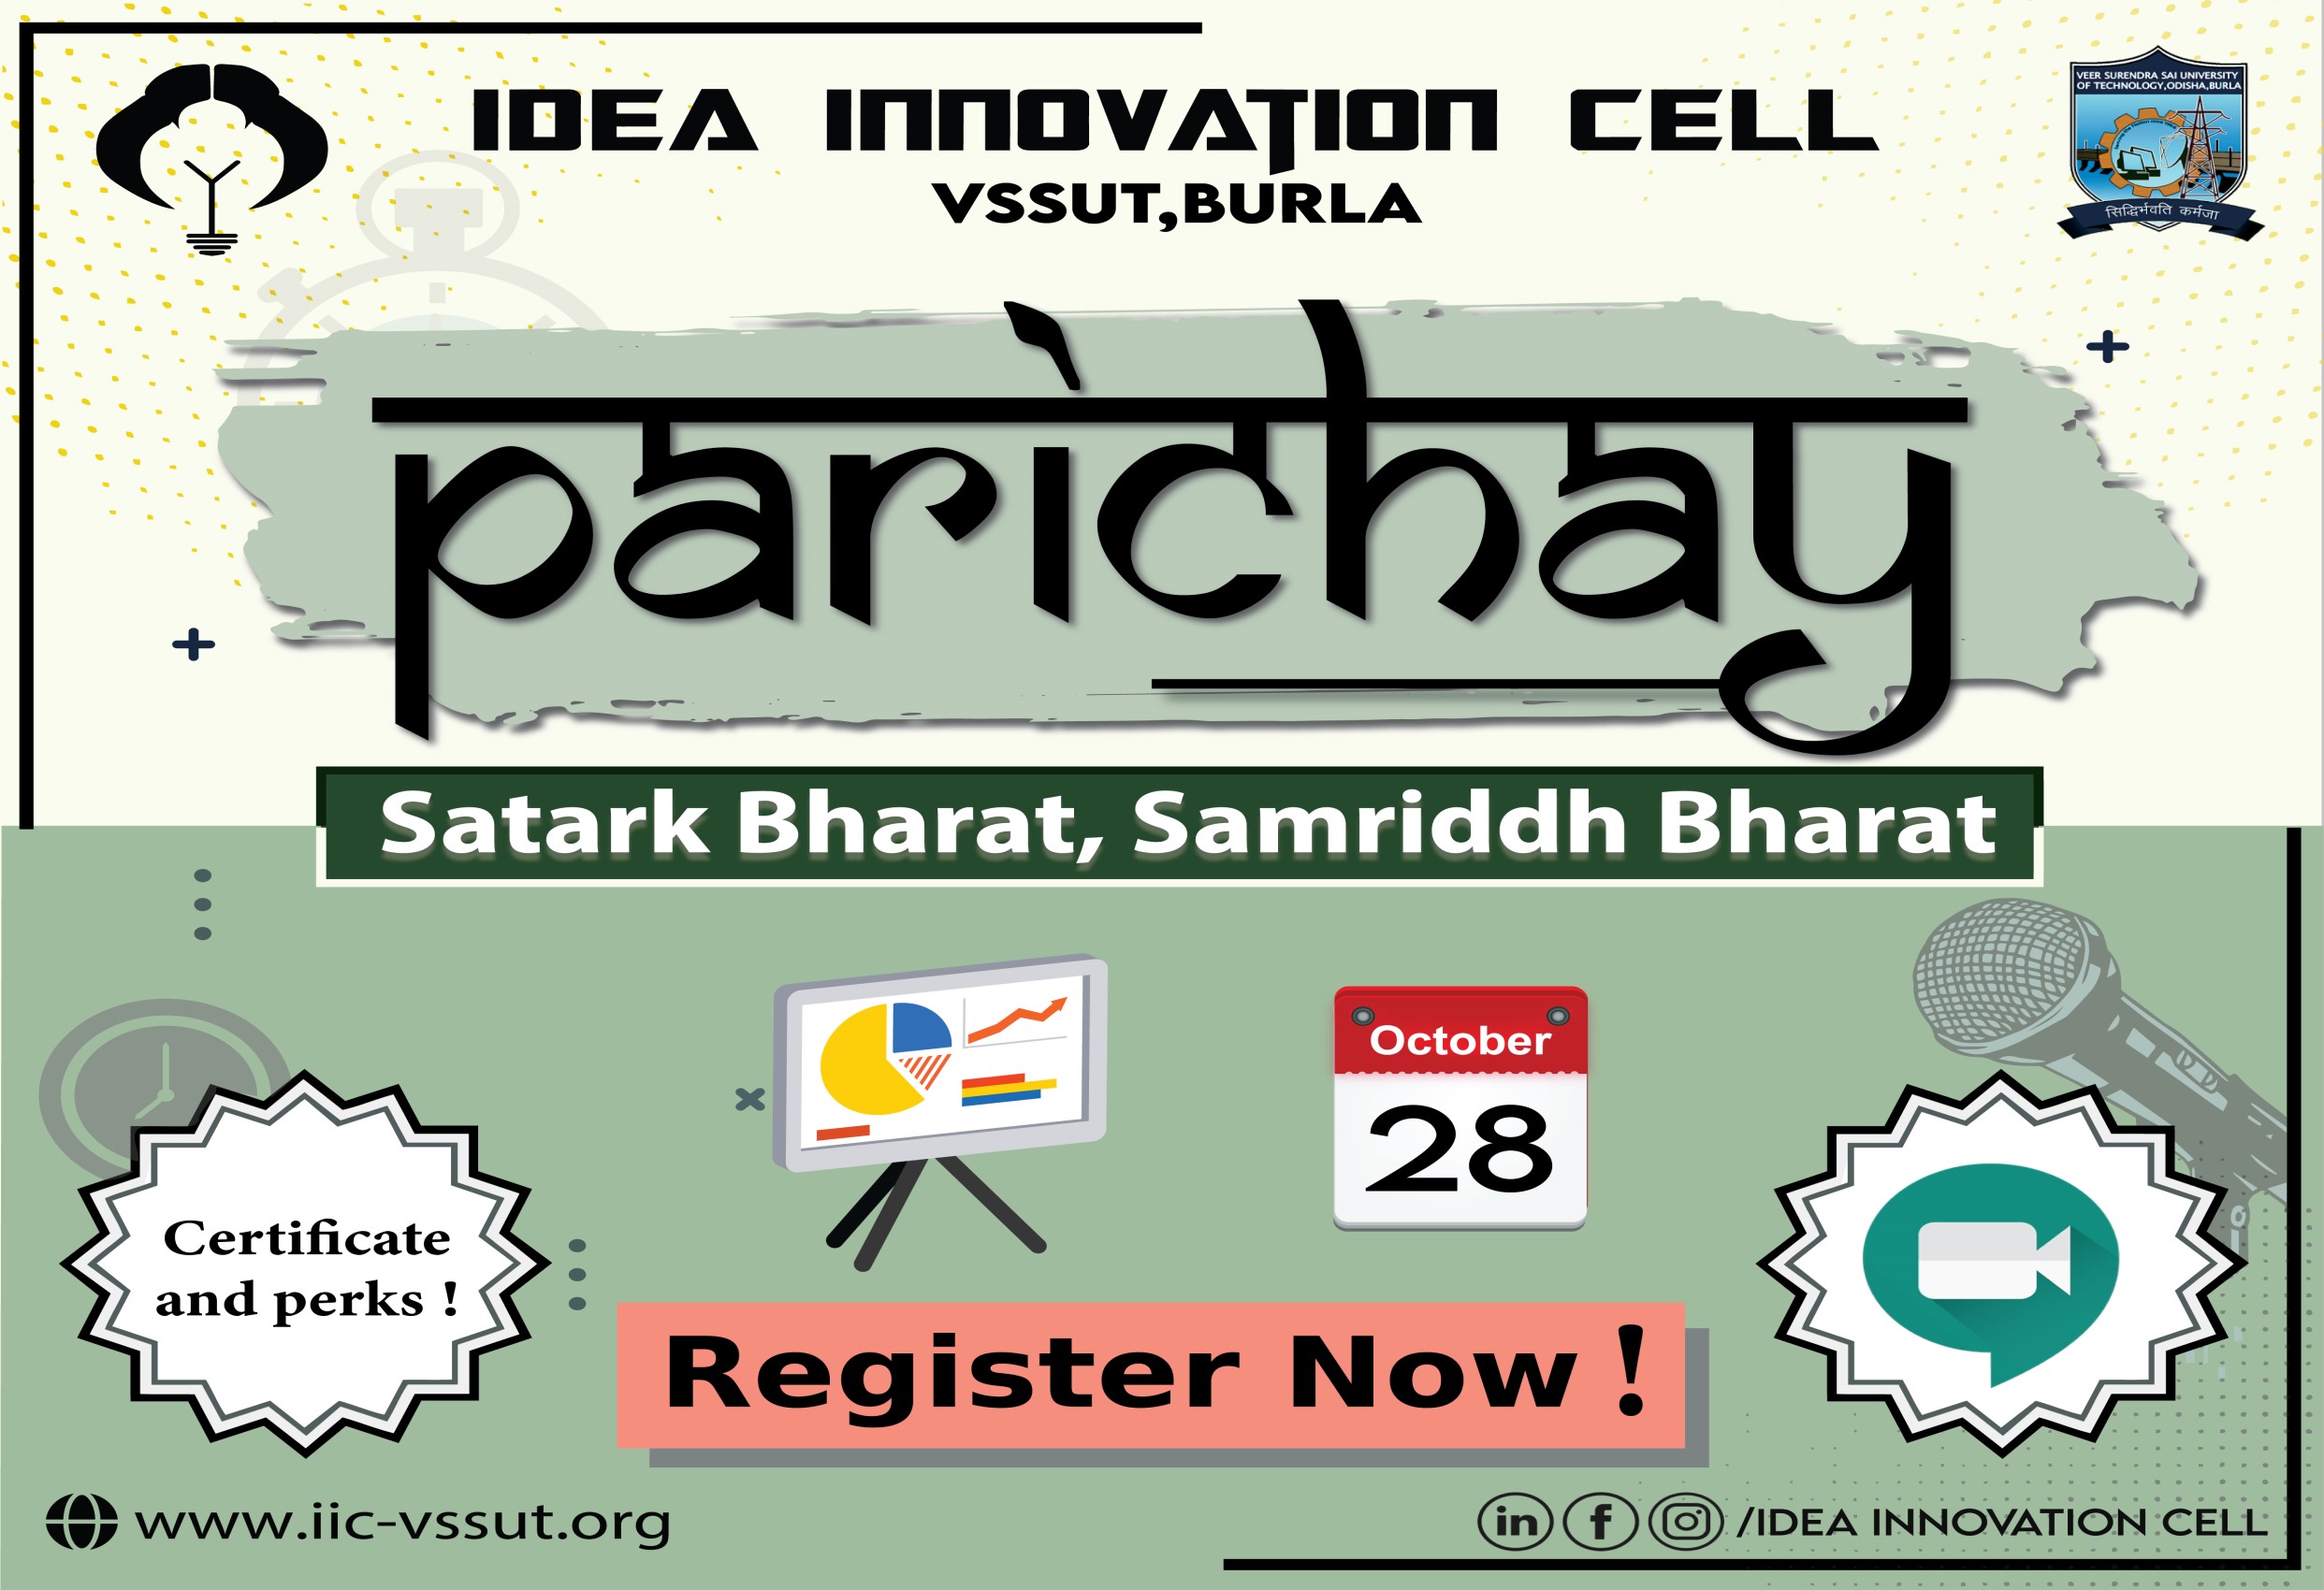 IDEA INNOVATION CELL
VSSUT,BURLA
VEER SURENDRA SAI UNIVERSITY
OF TECHNOLOGY,ODISHA,BURLA
सिद्धिर्भवति कर्मजा
parichay
Satark Bharat, Samriddh Bharat
October
28
Certificate
and perks !
Register Now!
www.iic-vssut.org
in f /IDEA INNOVATION CELL